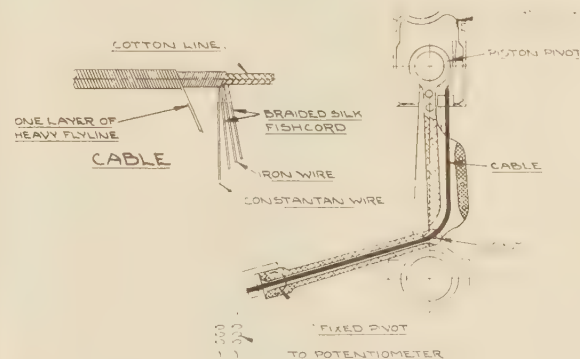 COTTON LINE
PISTON PIVOT
ONE LAYER OF
HEAVY FLYLINE
BRAIDED SILK
FISHCORD
CABLE
CABLE
IRON WIRE
CONSTANTAN WIRE
FIXED PIVOT
TO POTENTIOMETER